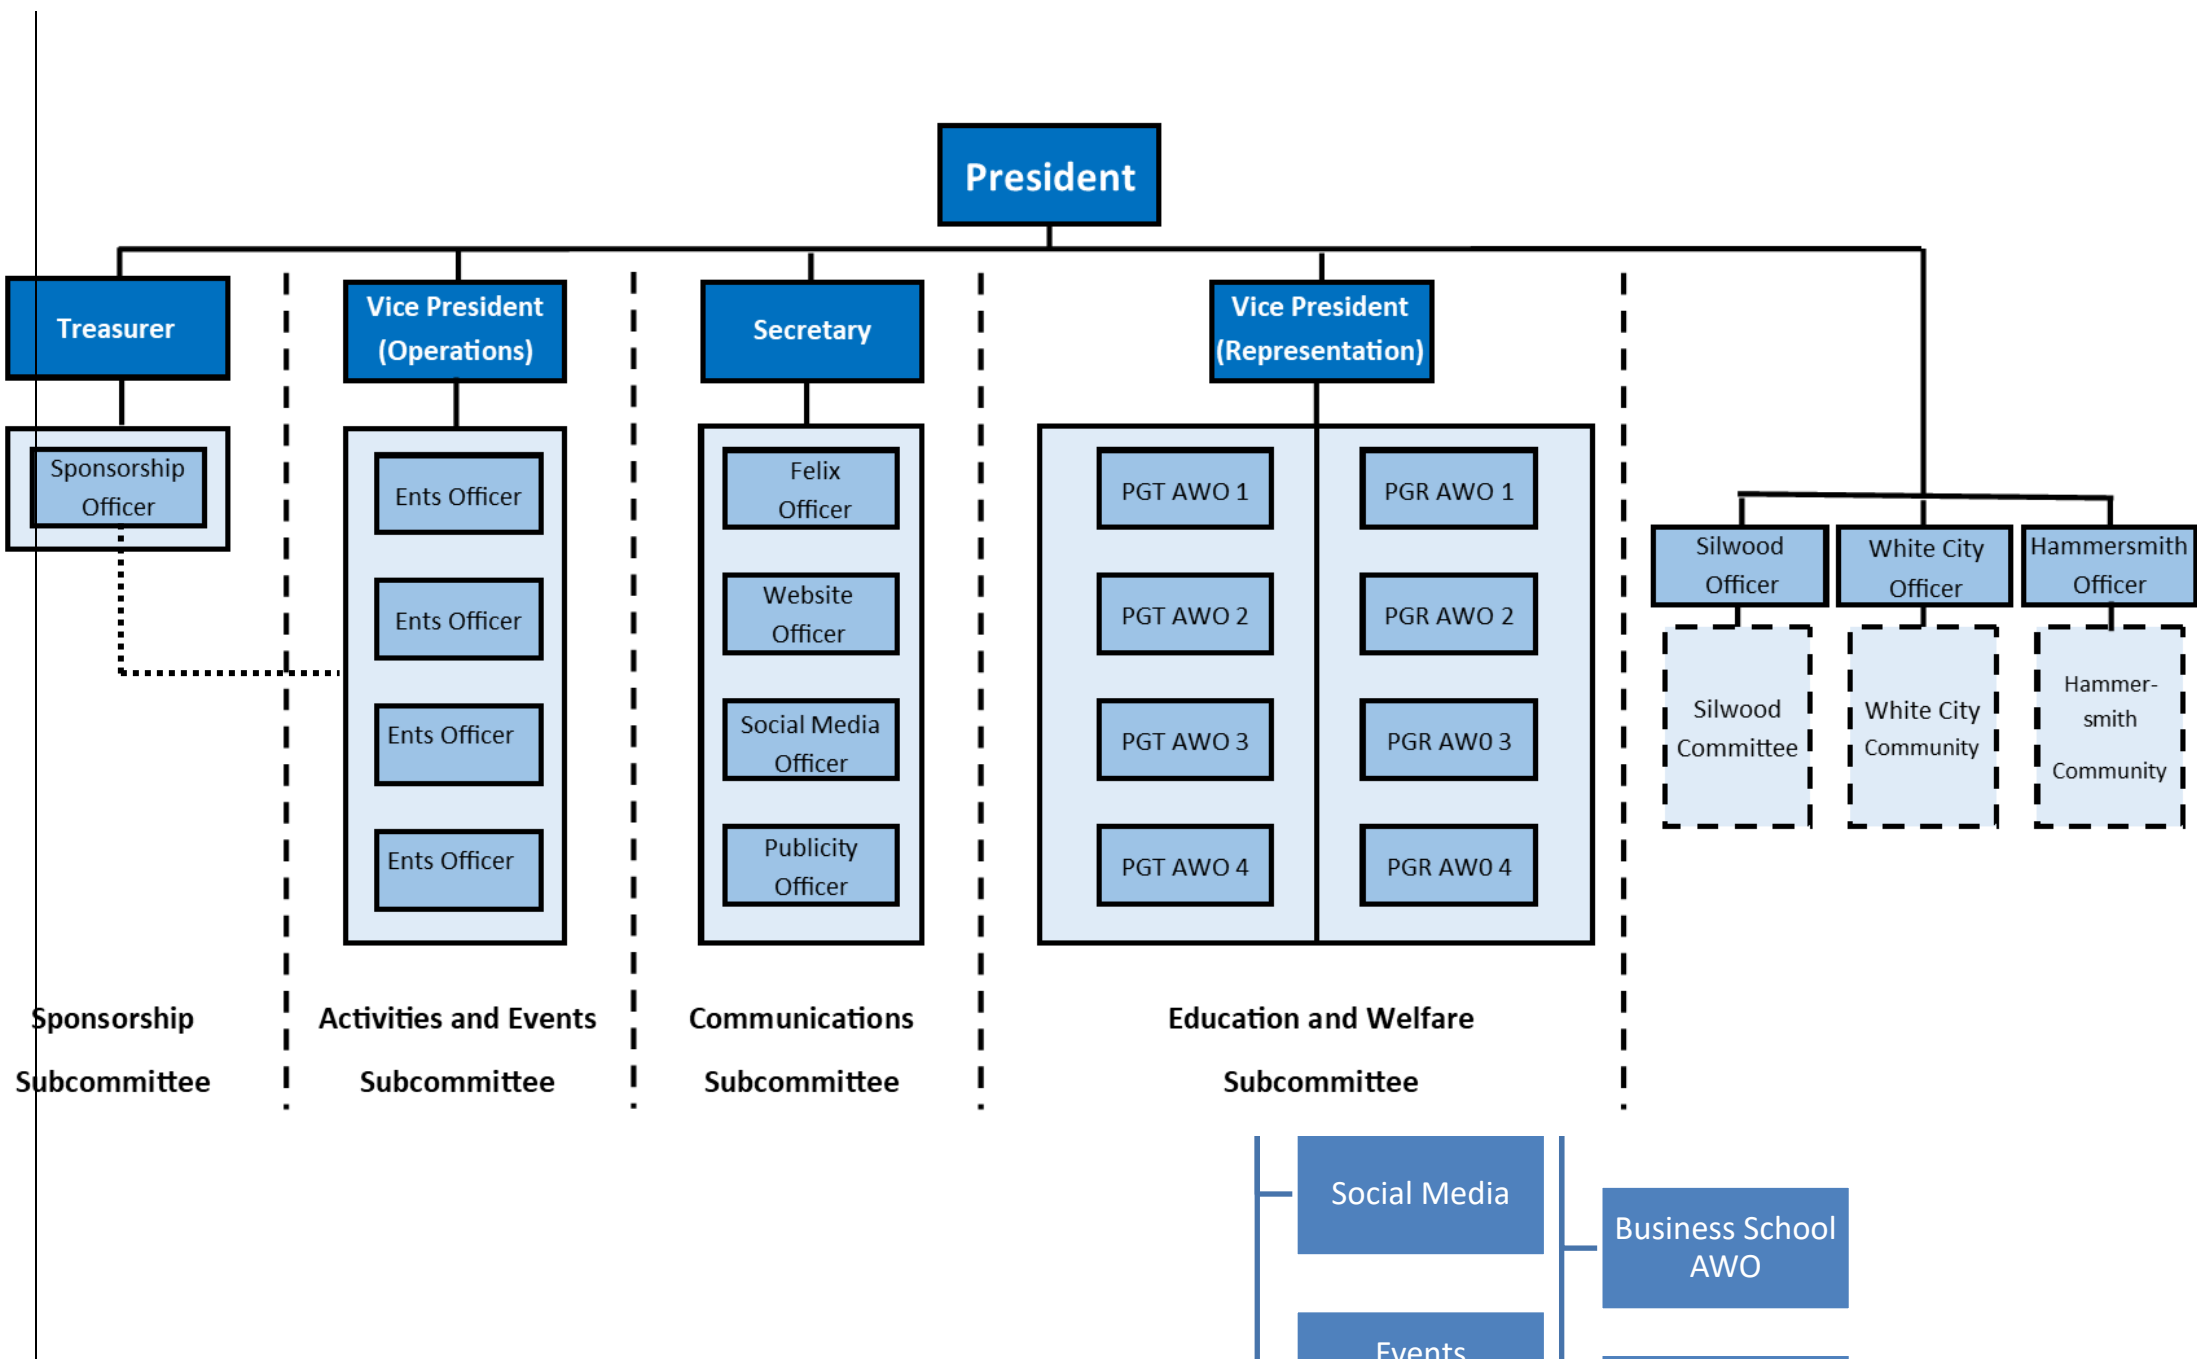 President
Treasurer
Vice President
(Operations)
Secretary
Vice President
(Representation)
Sponsorship
Officer
Ents Officer
Ents Officer
Ents Officer
Ents Officer
Felix
Officer
Website
Officer
Social Media
Officer
Publicity
Officer
PGT AWO 1
PGT AWO 2
PGT AWO 3
PGT AWO 4
PGR AWO 1
PGR AWO 2
PGR AW0 3
PGR AW0 4
Silwood
Officer
White City
Officer
Hammersmith
Officer
Silwood
Committee
White City
Community
Hammer-
smith
Community
Sponsorship
Subcommittee
Activities and Events
Subcommittee
Communications
Subcommittee
Education and Welfare
Subcommittee
Social Media
Business School
AWO
Events